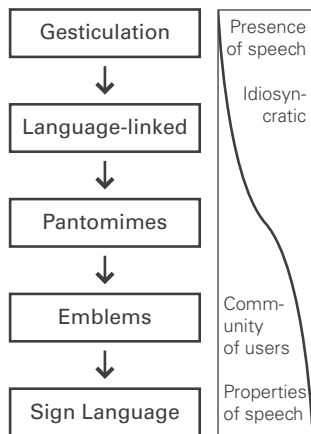 Gesticulation
Language-linked
Pantomimes
Emblems
Sign Language
Presence
of speech
Idiosyn-
cratic
Comm-
unity
of users
Properties
of speech